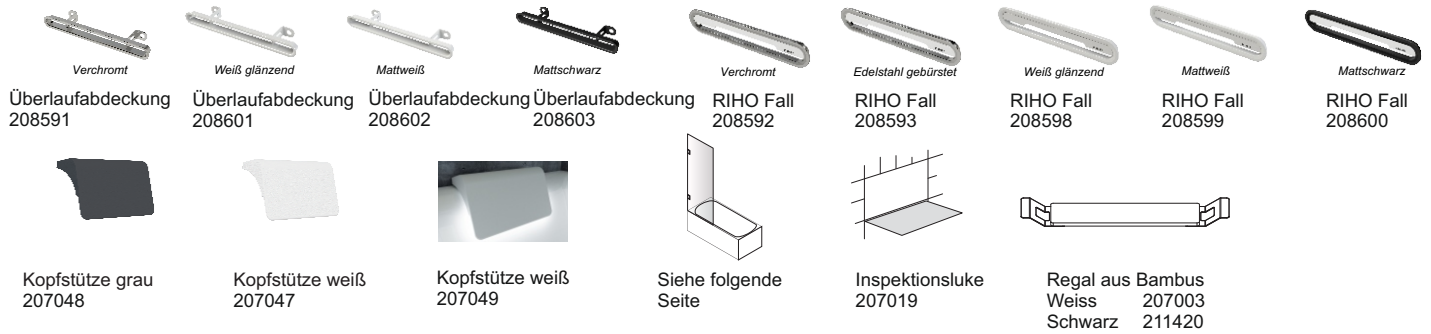 Verchromt
Überlaufabdeckung
208591
Weiß glänzend
Überlaufabdeckung
208601
Mattweiß
Überlaufabdeckung
208602
Mattschwarz
Überlaufabdeckung
208603
Verchromt
RIHO Fall
208592
Edelstahl gebürstet
RIHO Fall
208593
Weiß glänzend
RIHO Fall
208598
Mattweiß
RIHO Fall
208599
Mattschwarz
RIHO Fall
208600
Kopfstütze grau
207048
Kopfstütze weiß
207047
Kopfstütze weiß
207049
Siehe folgende
Seite
Inspektionsluke
207019
Regal aus Bambus
Weiss 207003
Schwarz 211420